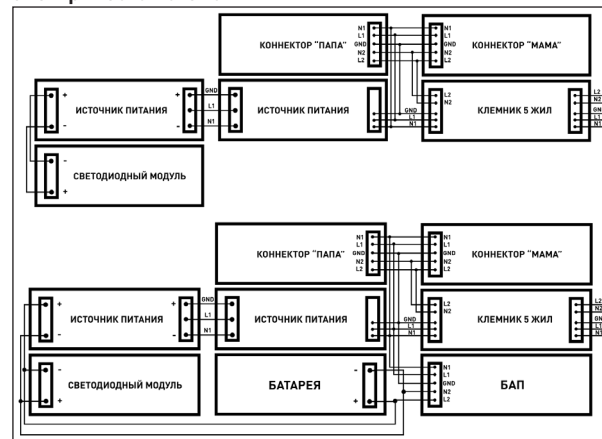 КОННЕКТОР "ПАПА"
N1
L1
GND
N2
L2
N1
L1
GND
N2
L2
КОННЕКТОР "МАМА"
+
-
ИСТОЧНИК ПИТАНИЯ
+
-
GND
L1
N1
ИСТОЧНИК ПИТАНИЯ
GND
L1
N1
L2
N2
КЛЕМНИК 5 ЖИЛ
L2
N2
GN
L1
N1
-
+
СВЕТОДИОДНЫЙ МОДУЛЬ
КОННЕКТОР "ПАПА"
N1
L1
GND
N2
L2
N1
L1
GND
N2
L2
КОННЕКТОР "МАМА"
+
-
ИСТОЧНИК ПИТАНИЯ
+
-
GND
L1
N1
ИСТОЧНИК ПИТАНИЯ
GND
L1
N1
L2
N2
КЛЕМНИК 5 ЖИЛ
L2
N2
GN
L1
N1
-
+
СВЕТОДИОДНЫЙ МОДУЛЬ
БАТАРЕЯ
-
+
N1
L1
GND
N2
L2
БАП